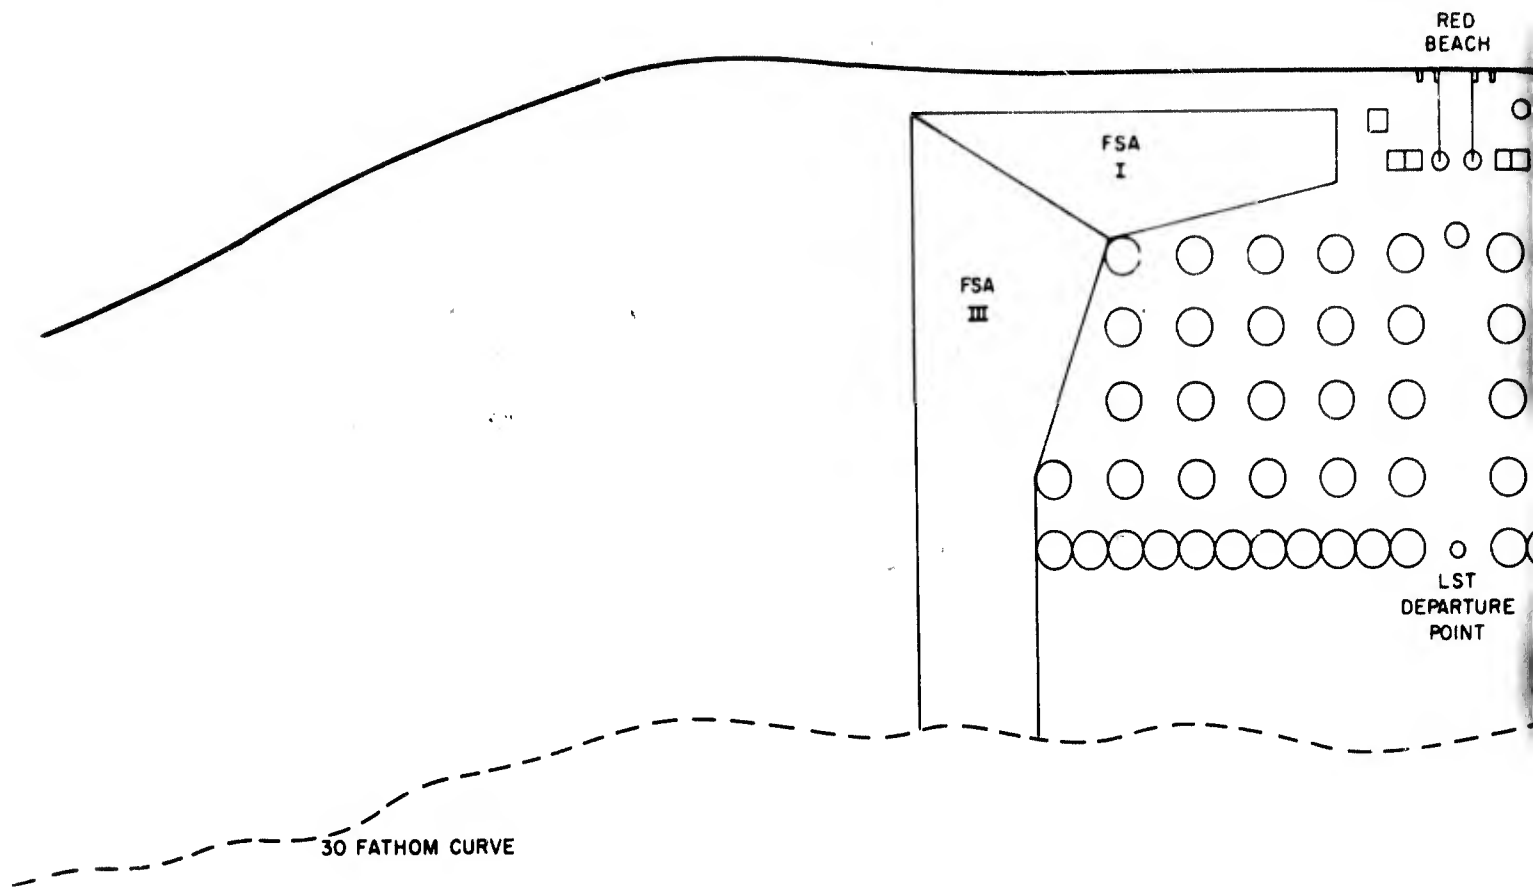 RED
BEACH
FSA
I
FSA
III
LST
DEPARTURE
POINT
30 FATHOM CURVE